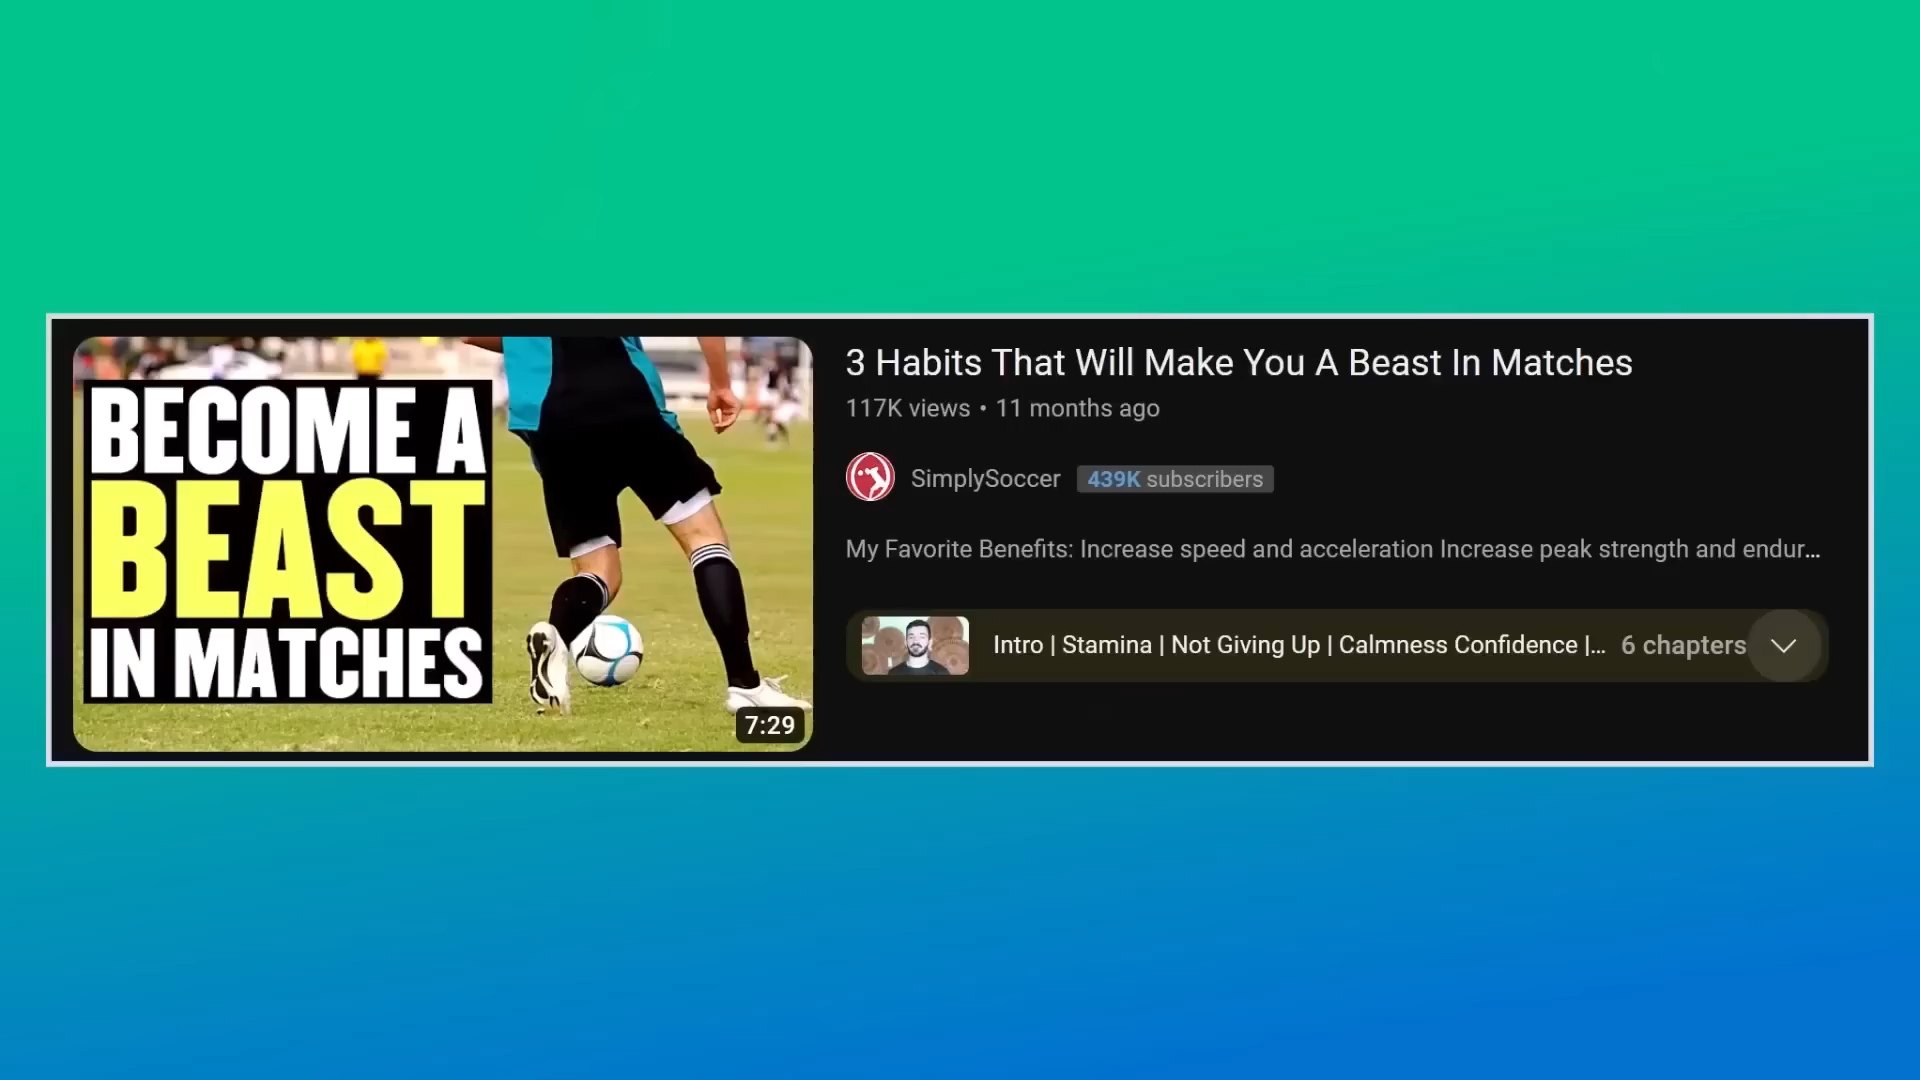 BECOME A
BEAST
IN MATCHES
7:29
3 Habits That Will Make You A Beast In Matches
117K views • 11 months ago
SimplySoccer 439K subscribers
My Favorite Benefits: Increase speed and acceleration Increase peak strength and endur...
Intro | Stamina | Not Giving Up | Calmness Confidence |... 6 chapters